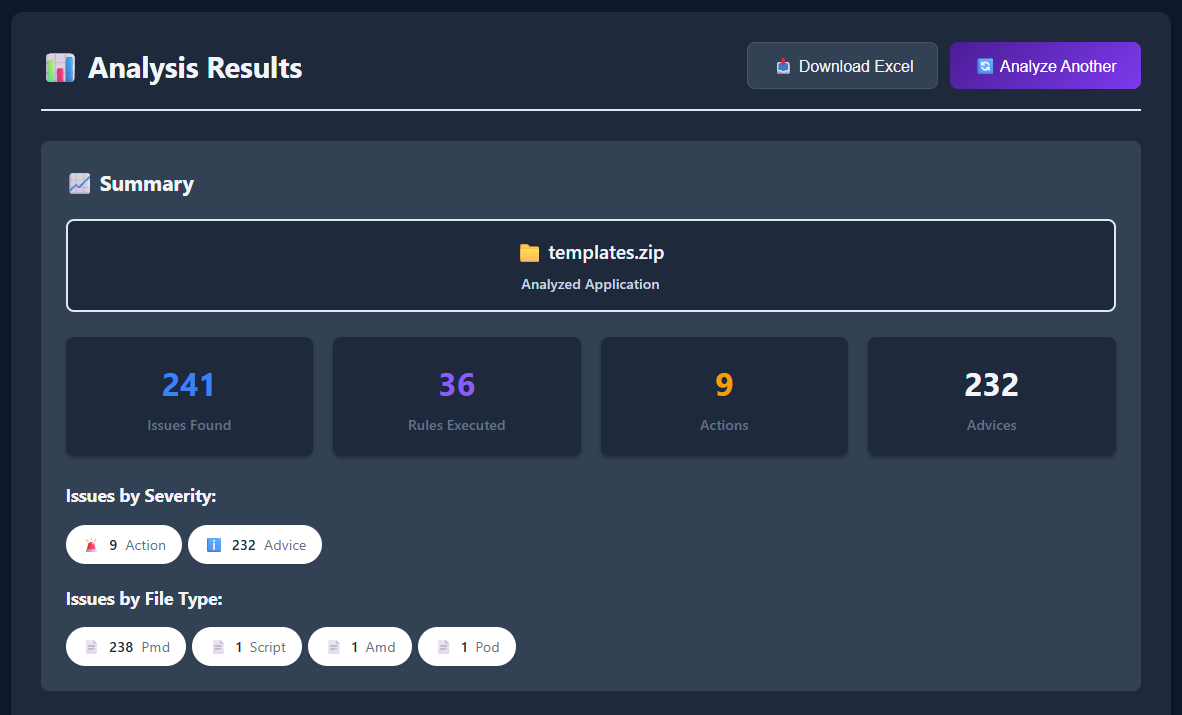 Analysis Results
Download Excel
Analyze Another
Summary
templates.zip
Analyzed Application
241
36
9
232
Issues Found
Rules Executed
Actions
Advices
Issues by Severity:
9 Action
232 Advice
Issues by File Type:
238 Pmd
1 Script
1 Amd
1 Pod